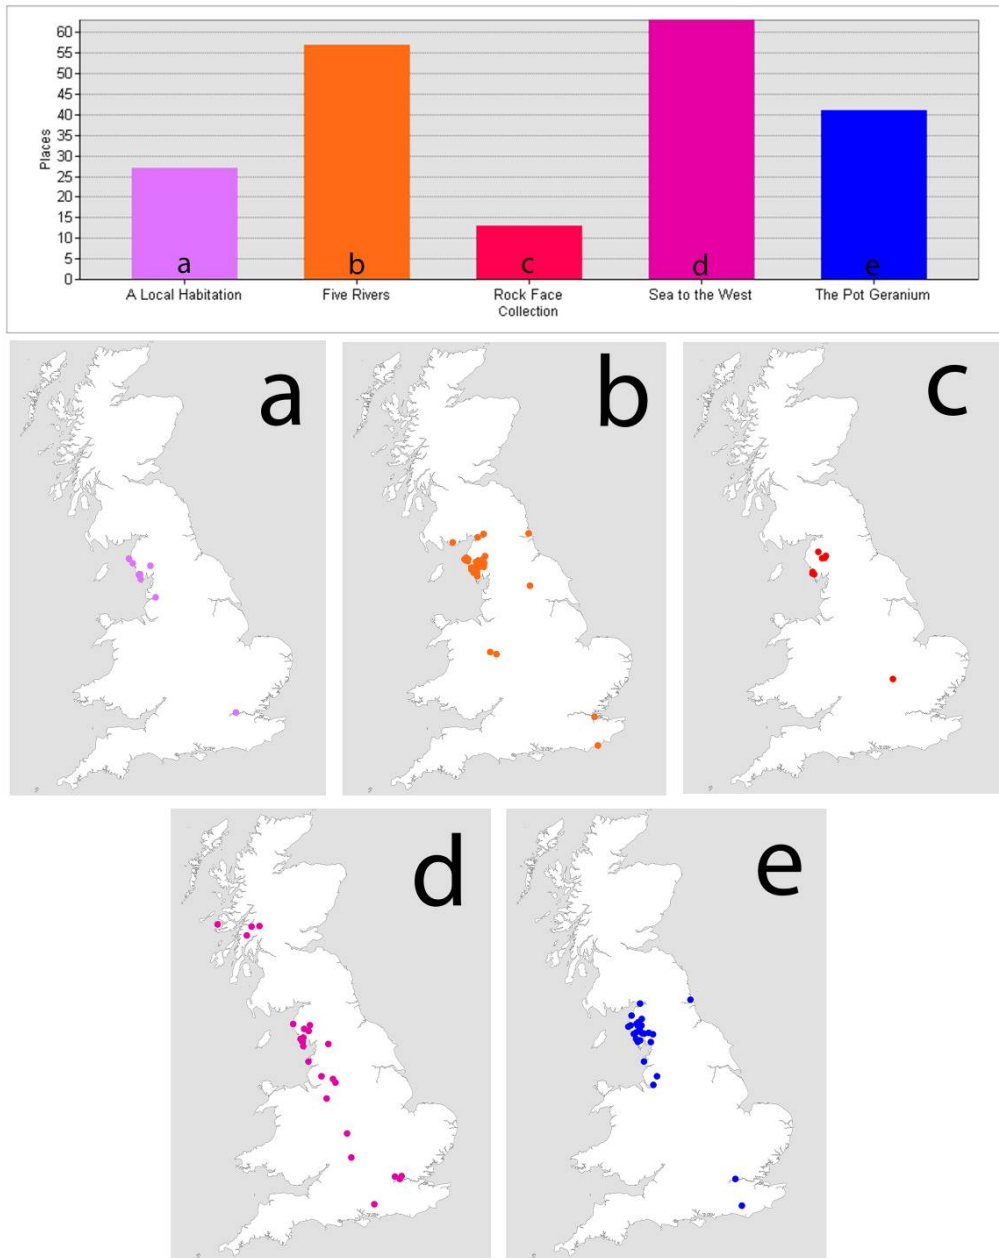 Places
60
55
50
45
40
35
30
25
20
15
10
5
0
a b c d e
A Local Habitation Five Rivers Rock Face Sea to the West The Pot Geranium
Collection
a b c
d e